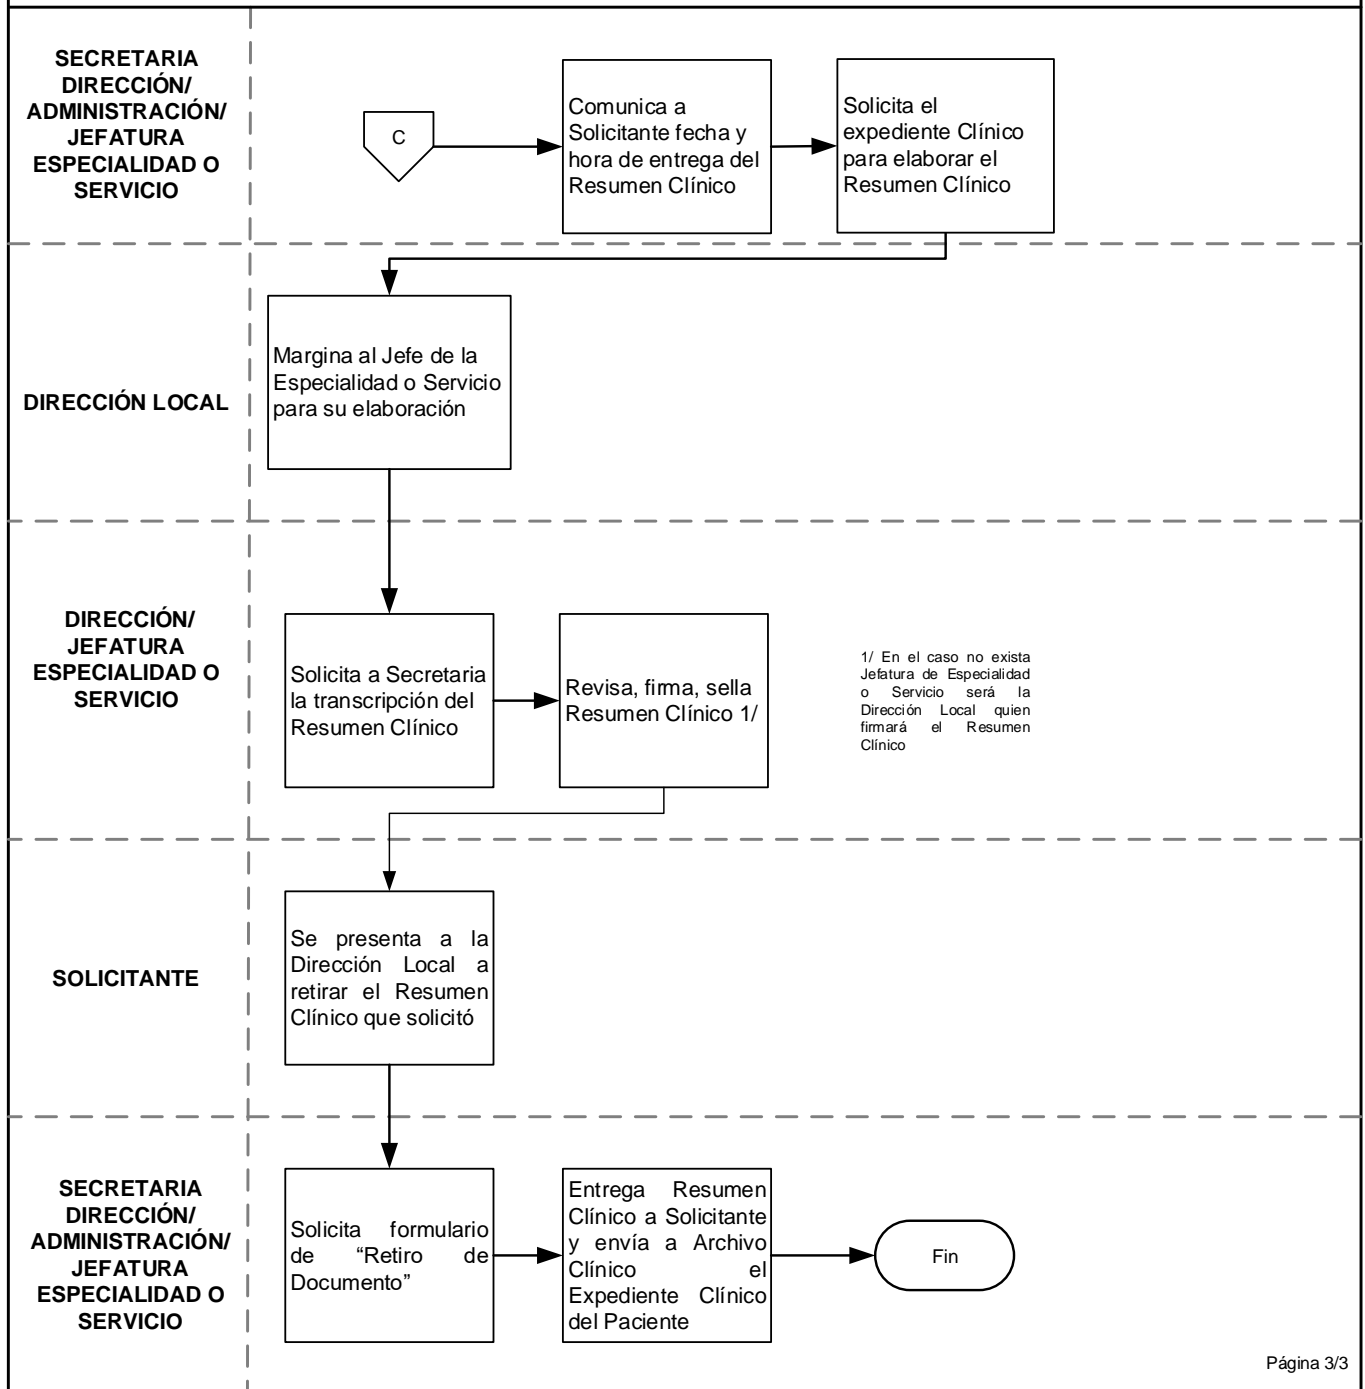 SECRETARIA
DIRECCIÓN/
ADMINISTRACIÓN/
JEFATURA
ESPECIALIDAD O
SERVICIO
C
Comunica a
Solicitante fecha y
hora de entrega del
Resumen Clínico
Solicita el
expediente Clínico
para elaborar el
Resumen Clínico
DIRECCIÓN LOCAL
Margina al Jefe de la
Especialidad o Servicio
para su elaboración
DIRECCIÓN/
JEFATURA
ESPECIALIDAD O
SERVICIO
Solicita a Secretaria
la transcripción del
Resumen Clínico
Revisa, firma, sella
Resumen Clínico 1/
1/ En el caso no exista
Jefatura de Especialidad
o Servicio será la
Dirección Local quien
firmará el Resumen
Clínico
SOLICITANTE
Se presenta a la
Dirección Local a
retirar el Resumen
Clínico que solicitó
SECRETARIA
DIRECCIÓN/
ADMINISTRACIÓN/
JEFATURA
ESPECIALIDAD O
SERVICIO
Solicita formulario
de “Retiro de
Documento”
Entrega Resumen
Clínico a Solicitante
y envía a Archivo
Clínico el
Expediente Clínico
del Paciente
Fin
Página 3/3